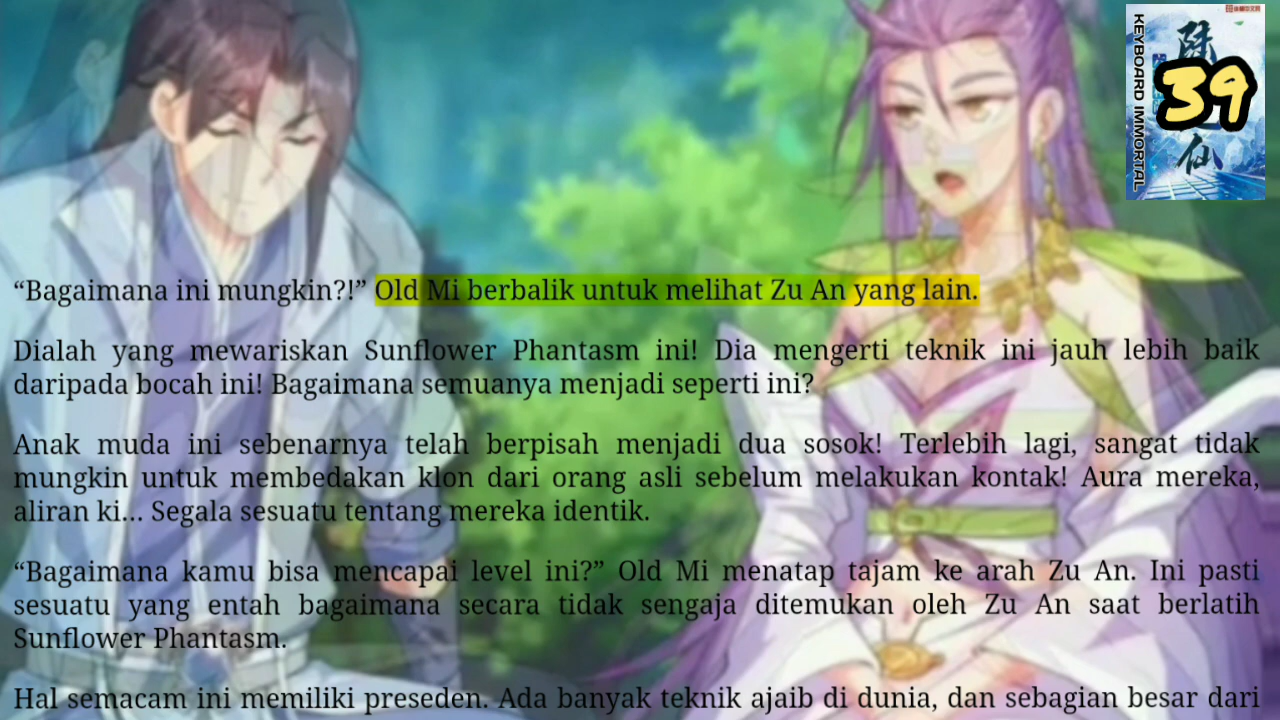 KEYBOARD IMMORTAL
陆
39
仙
“Bagaimana ini mungkin?!” Old Mi berbalik untuk melihat Zu An yang lain.
Dialah yang mewariskan Sunflower Phantasm ini! Dia mengerti teknik ini jauh lebih baik
daripada bocah ini! Bagaimana semuanya menjadi seperti ini?
Anak muda ini sebenarnya telah berpisah menjadi dua sosok! Terlebih lagi, sangat tidak
mungkin untuk membedakan klon dari orang asli sebelum melakukan kontak! Aura mereka,
aliran ki... Segala sesuatu tentang mereka identik.
“Bagaimana kamu bisa mencapai level ini?” Old Mi menatap tajam ke arah Zu An. Ini pasti
sesuatu yang entah bagaimana secara tidak sengaja ditemukan oleh Zu An saat berlatih
Sunflower Phantasm.
Hal semacam ini memiliki preseden. Ada banyak teknik ajaib di dunia, dan sebagian besar dari